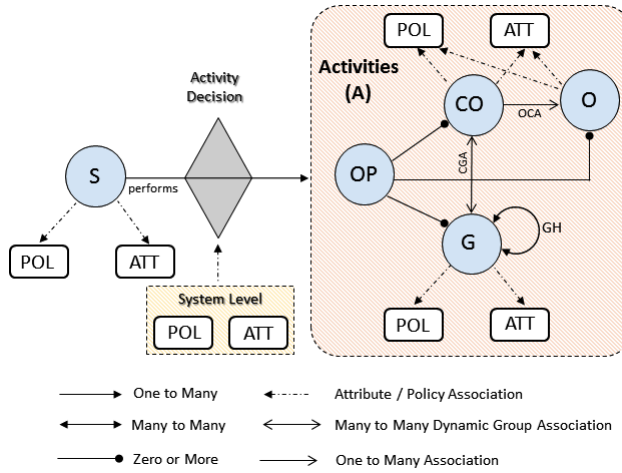 POL
ATT
Activities
(A)
Activity
Decision
CO
O
OCA
S
performs
OP
CGA
G
GH
POL
ATT
System Level
POL
ATT
POL
ATT
One to Many
Attribute / Policy Association
Many to Many
Many to Many Dynamic Group Association
Zero or More
One to Many Association